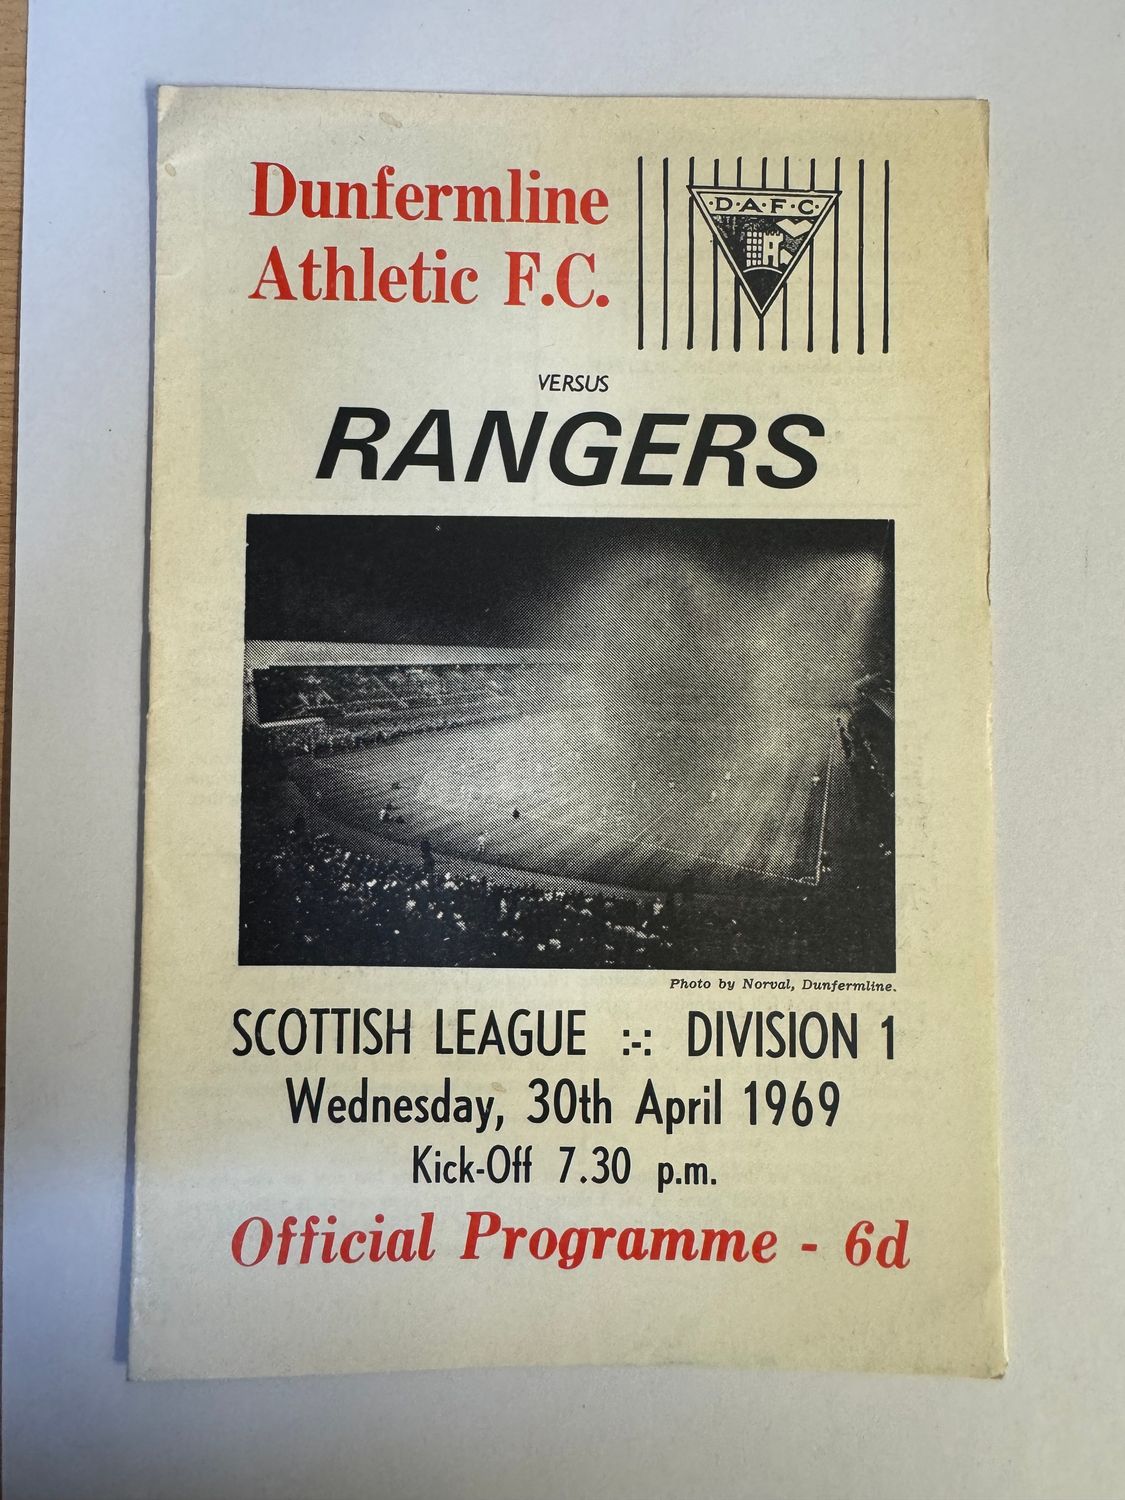 Dunfermline
Athletic F.C.
·D·A·F·C·
VERSUS
RANGERS
Photo by Norval, Dunfermline.
SCOTTISH LEAGUE :-: DIVISION 1
Wednesday, 30th April 1969
Kick-Off 7.30 p.m.
Official Programme - 6d